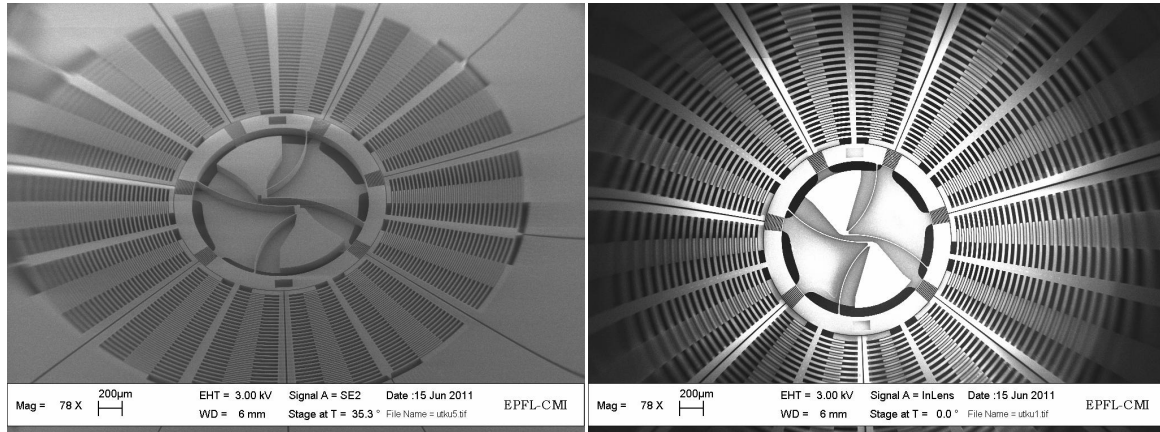 Mag = 78 X
200µm
EHT = 3.00 kV Signal A = SE2 Date :15 Jun 2011
WD = 6 mm Stage at T = 35.3 ° File Name = utku5.tif
EPFL-CMI
Mag = 78 X
200µm
EHT = 3.00 kV Signal A = InLens Date :15 Jun 2011
WD = 6 mm Stage at T = 0.0 ° File Name = utku1.tif
EPFL-CMI